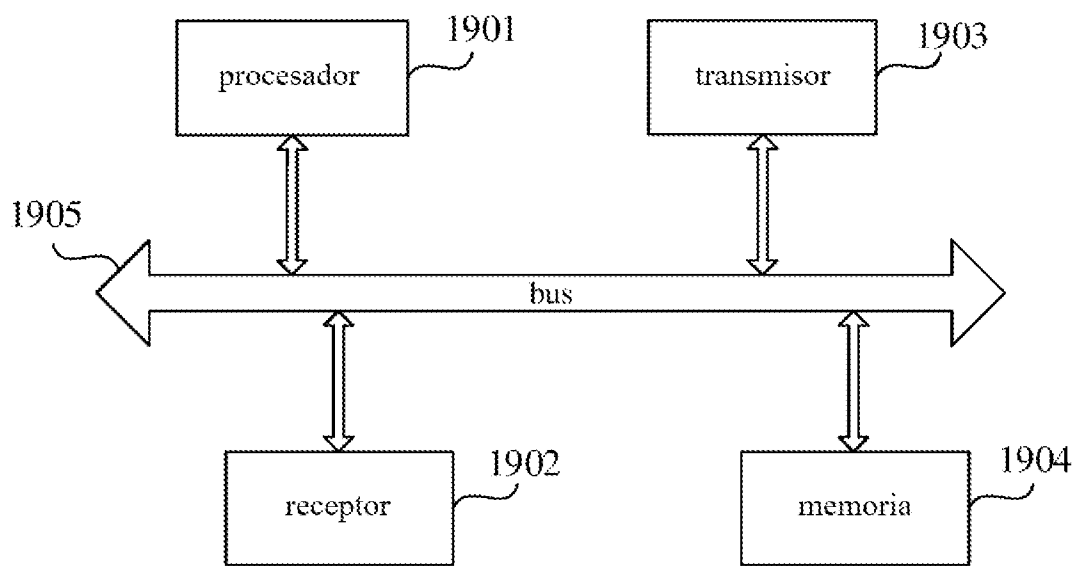 1901
procesador
1903
transmisor
1905
bus
1902
receptor
1904
memoria